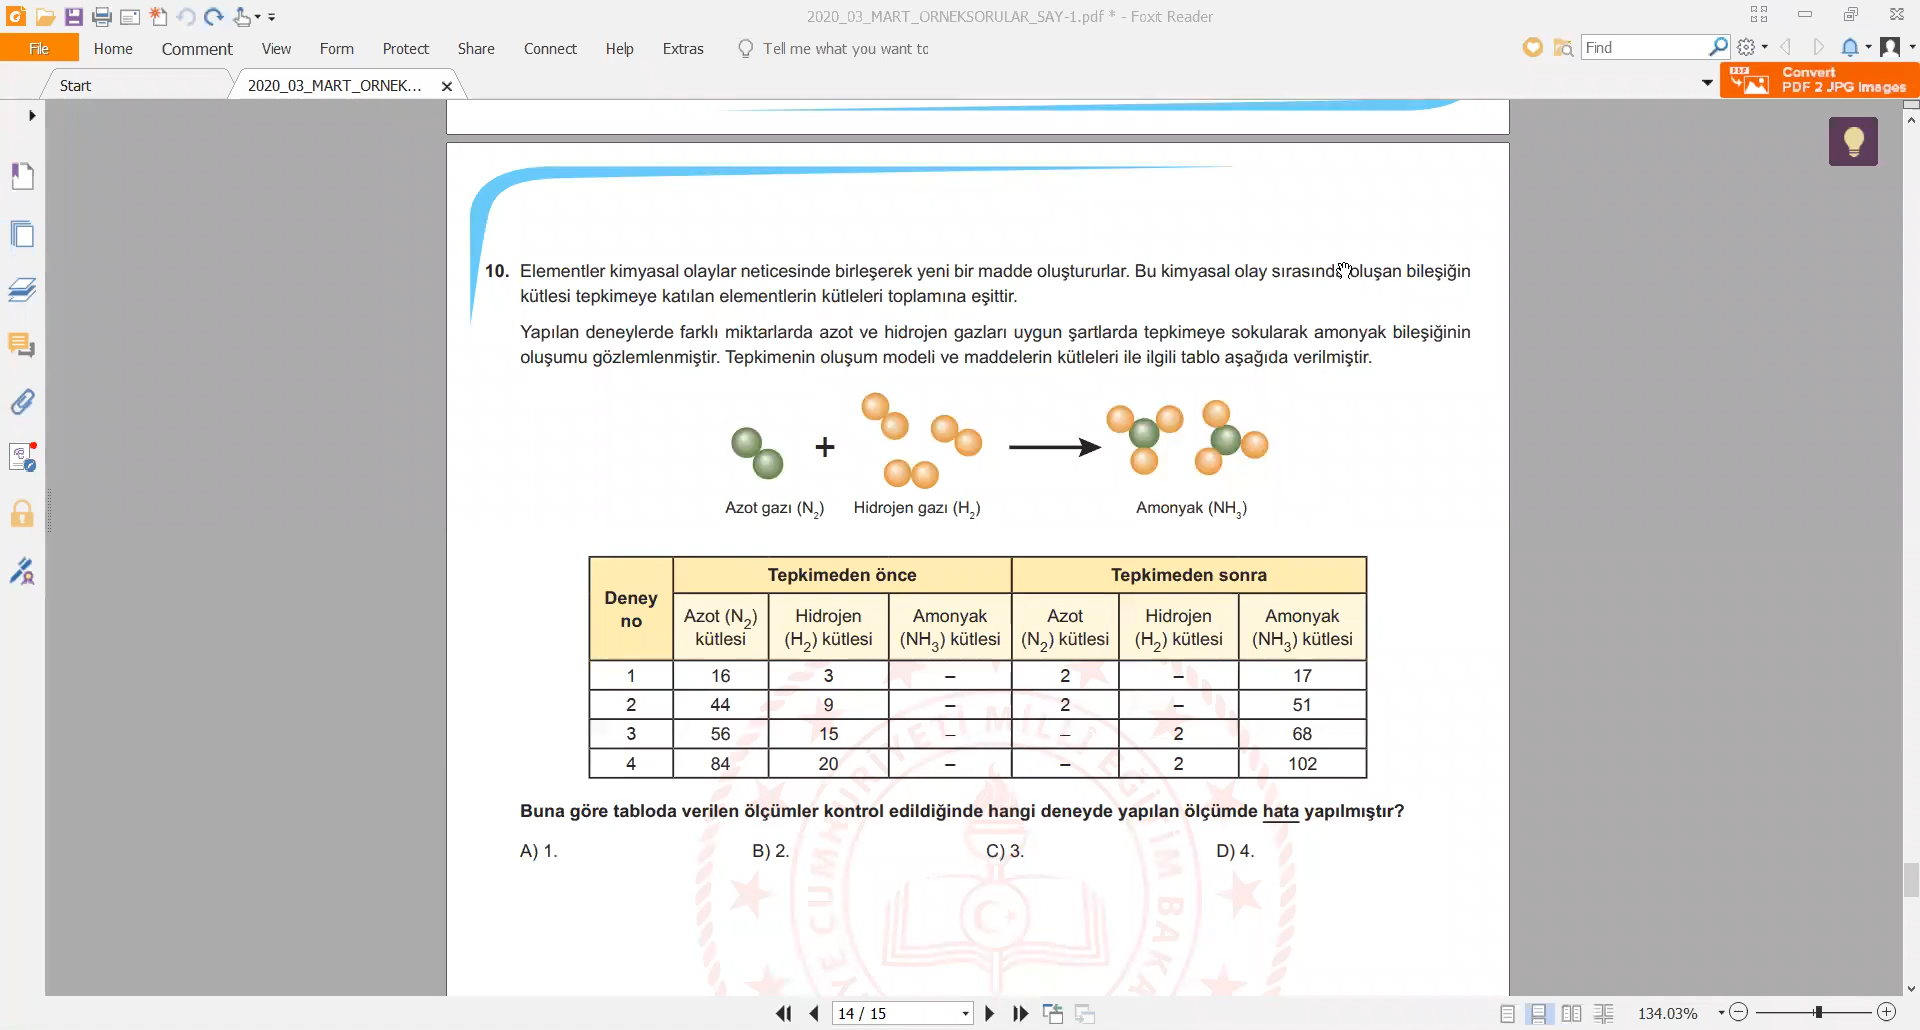 2020_03_MART_ORNEKSORULAR_SAY-1.pdf * - Foxit Reader
File Home Comment View Form Protect Share Connect Help Extras Tell me what you want to Find
Start 2020_03_MART_ORNEK...
Convert
PDF 2 JPG Images
10. Elementler kimyasal olaylar neticesinde birleşerek yeni bir madde oluştururlar. Bu kimyasal olay sırasında oluşan bileşiğin
kütlesi tepkimeye katılan elementlerin kütleleri toplamına eşittir.
Yapılan deneylerde farklı miktarlarda azot ve hidrojen gazları uygun şartlarda tepkimeye sokularak amonyak bileşiğinin
oluşumu gözlemlenmiştir. Tepkimenin oluşum modeli ve maddelerin kütleleri ile ilgili tablo aşağıda verilmiştir.
+
Azot gazı (N2) Hidrojen gazı (H2) Amonyak (NH3)
Deney no Tepkimeden önce Tepkimeden sonra
Azot (N2) kütlesi Hidrojen (H2) kütlesi Amonyak (NH3) kütlesi Azot (N2) kütlesi Hidrojen (H2) kütlesi Amonyak (NH3) kütlesi
1 16 3 – 2 – 17
2 44 9 – 2 – 51
3 56 15 – – 2 68
4 84 20 – – 2 102
Buna göre tabloda verilen ölçümler kontrol edildiğinde hangi deneyde yapılan ölçümde hata yapılmıştır?
A) 1. B) 2. C) 3. D) 4.
14 / 15
134.03%